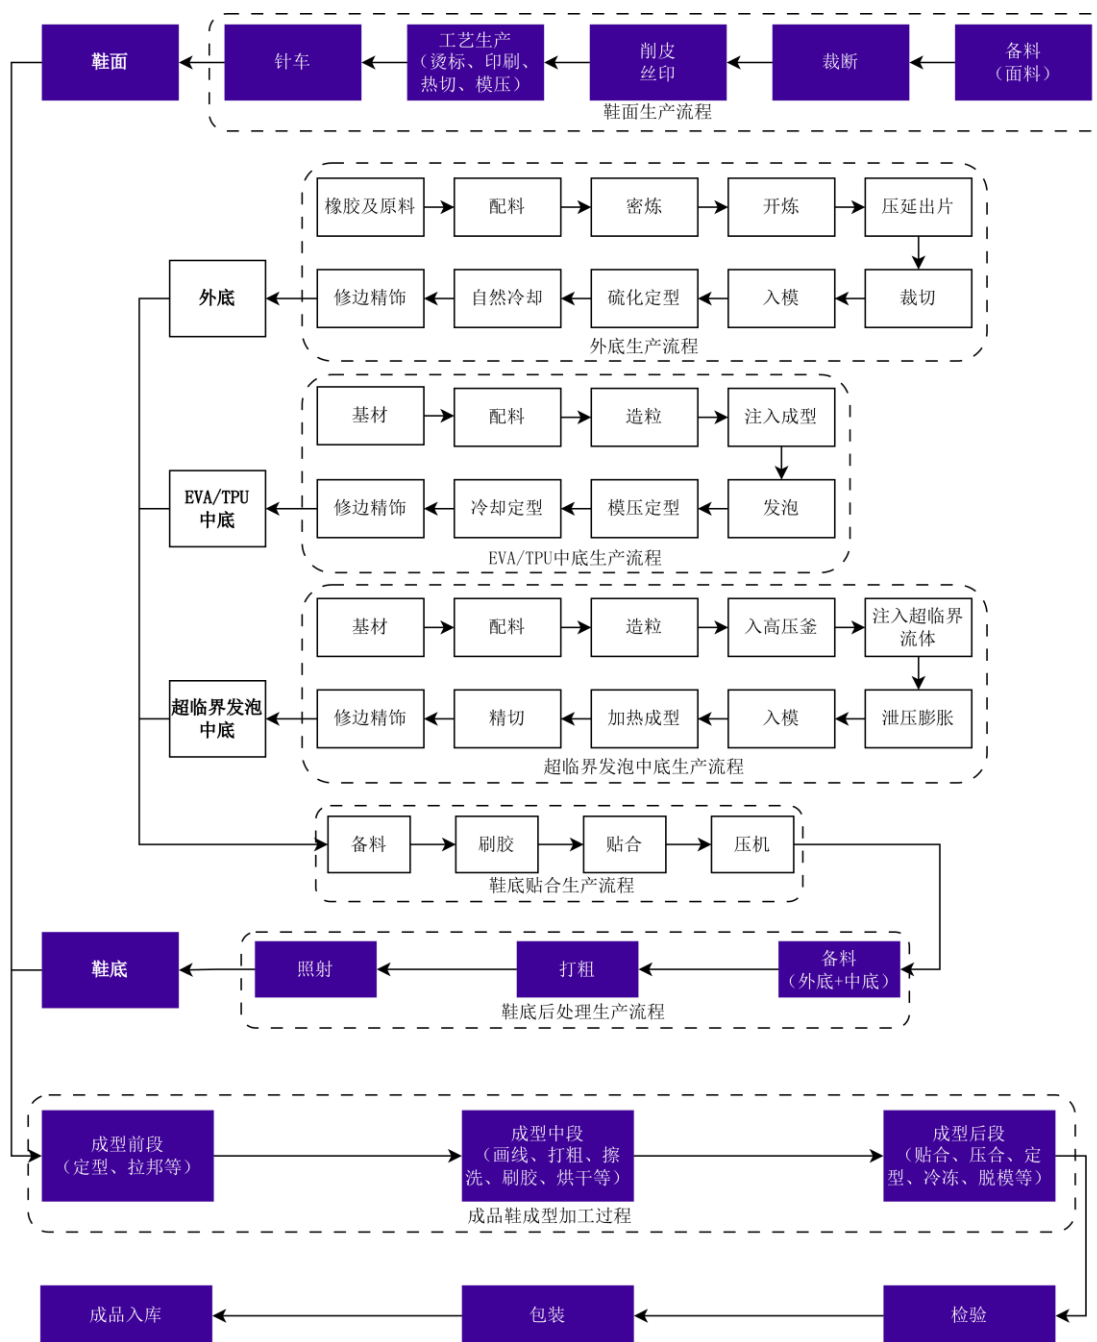 鞋面
针车
工艺生产
（烫标、印刷、
热切、模压）
削皮
丝印
裁断
备料
（面料）
鞋面生产流程
橡胶及原料
配料
密炼
开炼
压延出片
外底
修边精饰
自然冷却
硫化定型
入模
裁切
外底生产流程
基材
配料
造粒
注入成型
EVA/TPU
中底
修边精饰
冷却定型
模压定型
发泡
EVA/TPU中底生产流程
基材
配料
造粒
入高压釜
注入超临界
流体
超临界发泡
中底
修边精饰
精切
加热成型
入模
泄压膨胀
超临界发泡中底生产流程
备料
刷胶
贴合
压机
鞋底贴合生产流程
鞋底
照射
打粗
备料
（外底+中底）
鞋底后处理生产流程
成型前段
（定型、拉邦等）
成型中段
（画线、打粗、擦
洗、刷胶、烘干等）
成型后段
（贴合、压合、定
型、冷冻、脱模等）
成品鞋成型加工过程
成品入库
包装
检验